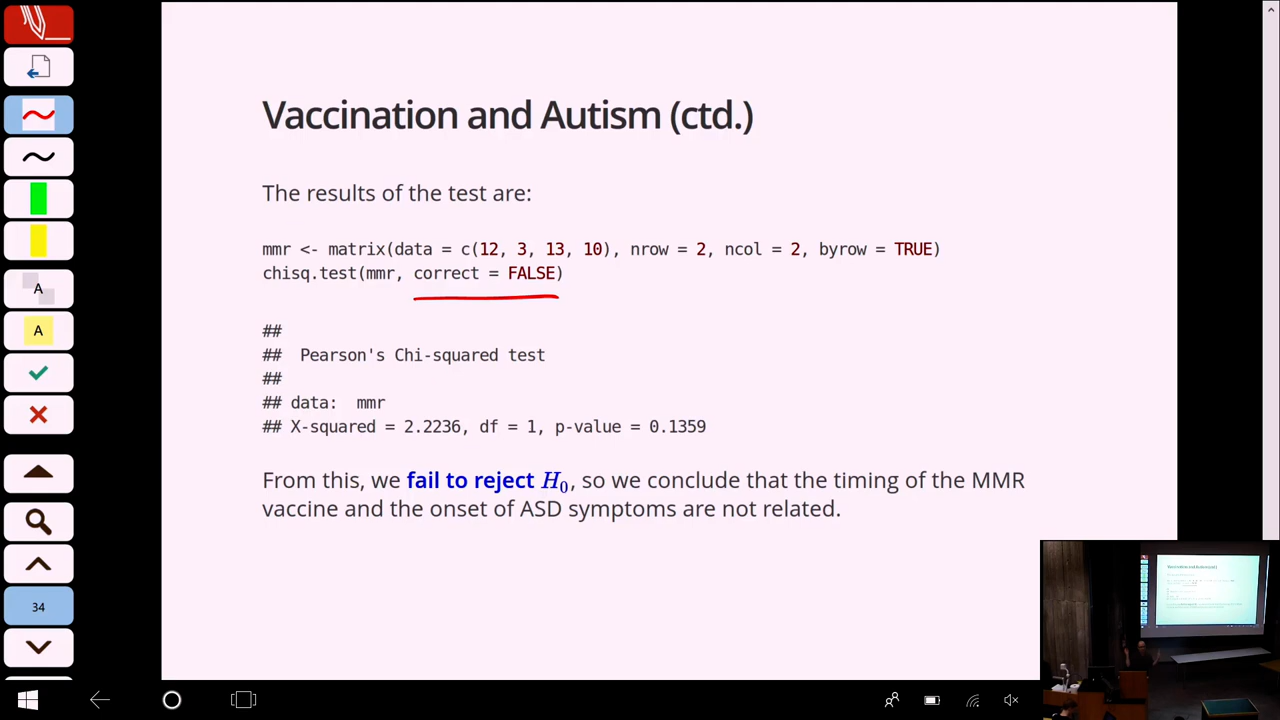 Vaccination and Autism (ctd.)
The results of the test are:
mmr <- matrix(data = c(12, 3, 13, 10), nrow = 2, ncol = 2, byrow = TRUE)
chisq.test(mmr, correct = FALSE)
##
##  Pearson's Chi-squared test
##
## data:  mmr
## X-squared = 2.2236, df = 1, p-value = 0.1359
From this, we fail to reject H0, so we conclude that the timing of the MMR
vaccine and the onset of ASD symptoms are not related.
A
A
34